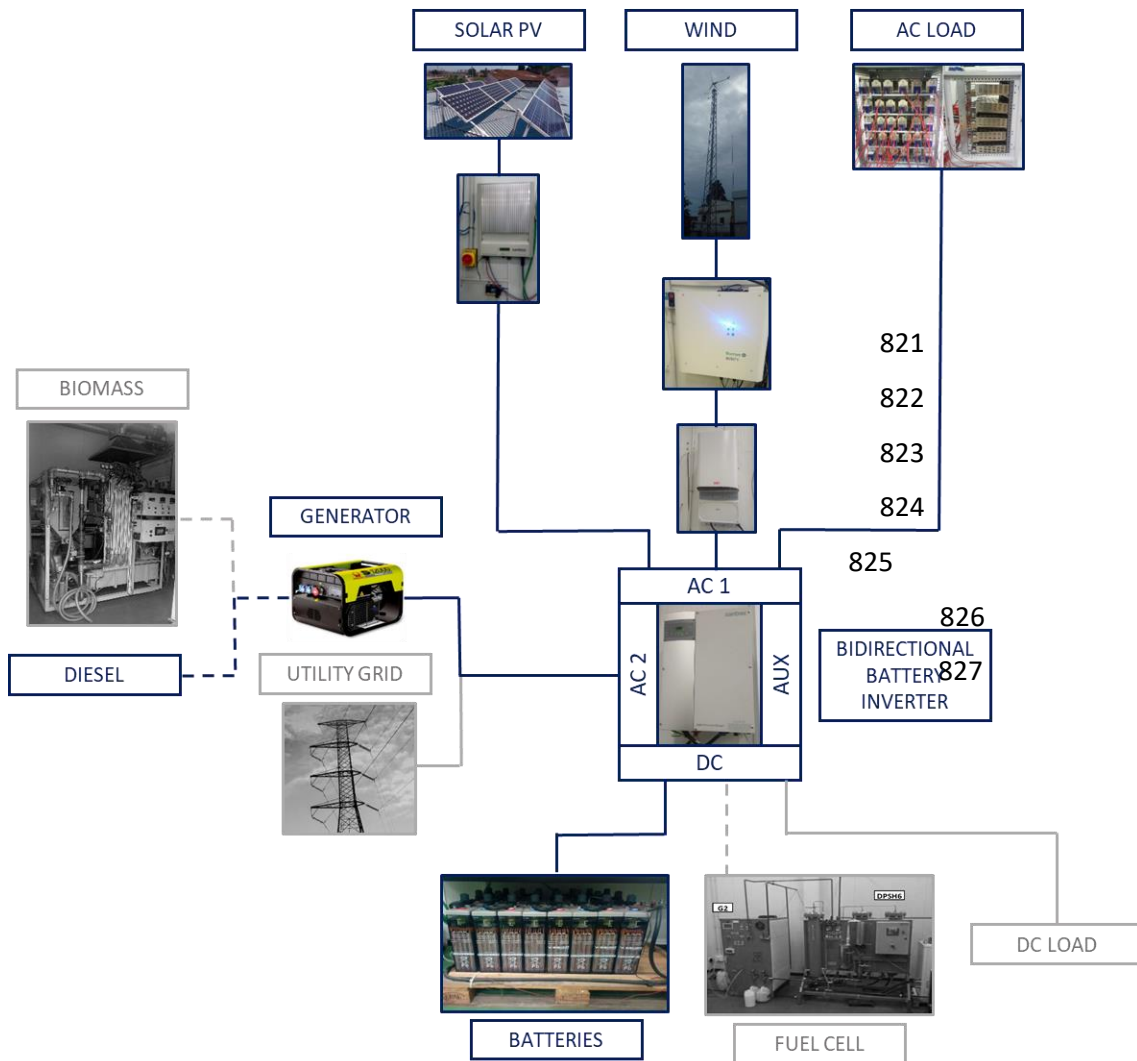 SOLAR PV
WIND
AC LOAD
821
BIOMASS
822
823
824
GENERATOR
825
AC 1
826
BIDIRECTIONAL
BATTERY
827
INVERTER
AC 2
AUX
DIESEL
UTILITY GRID
DC
G2
DPSH6
DC LOAD
BATTERIES
FUEL CELL